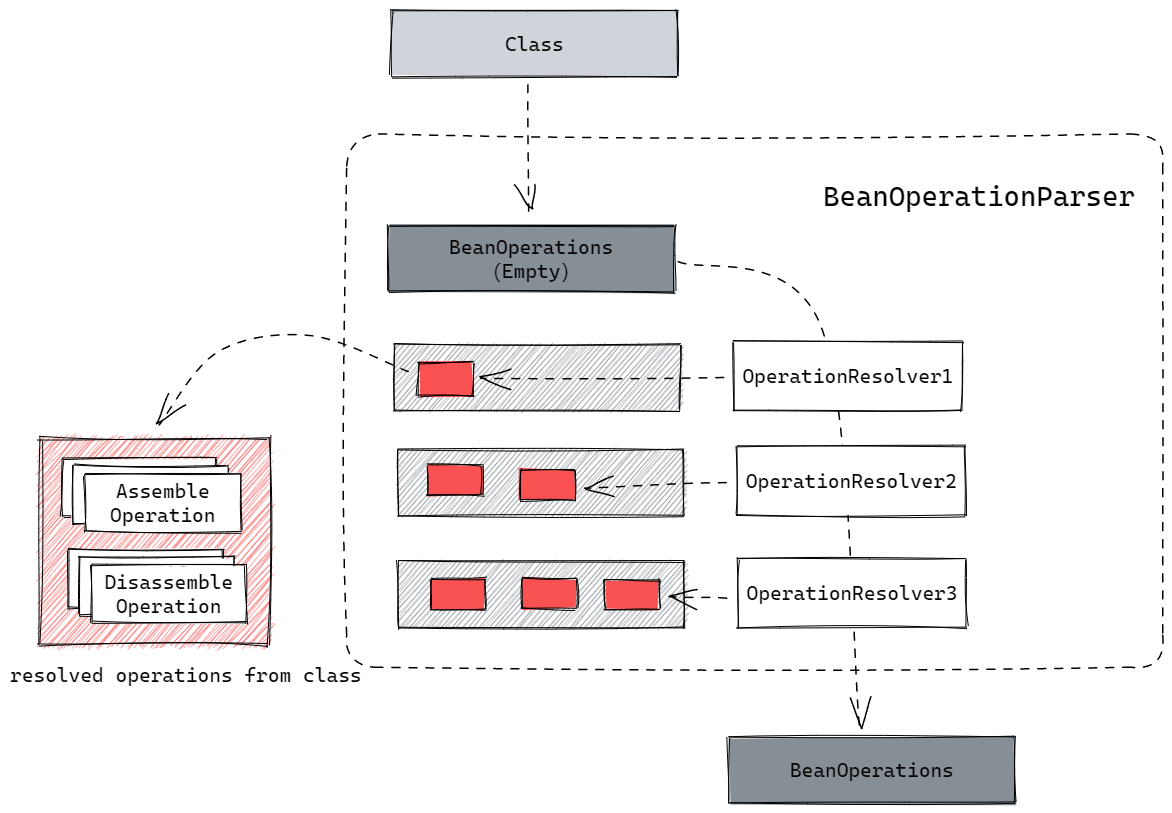 Class
BeanOperationParser
BeanOperations
(Empty)
OperationResolver1
OperationResolver2
OperationResolver3
Assemble
Operation
Disassemble
Operation
resolved operations from class
BeanOperations